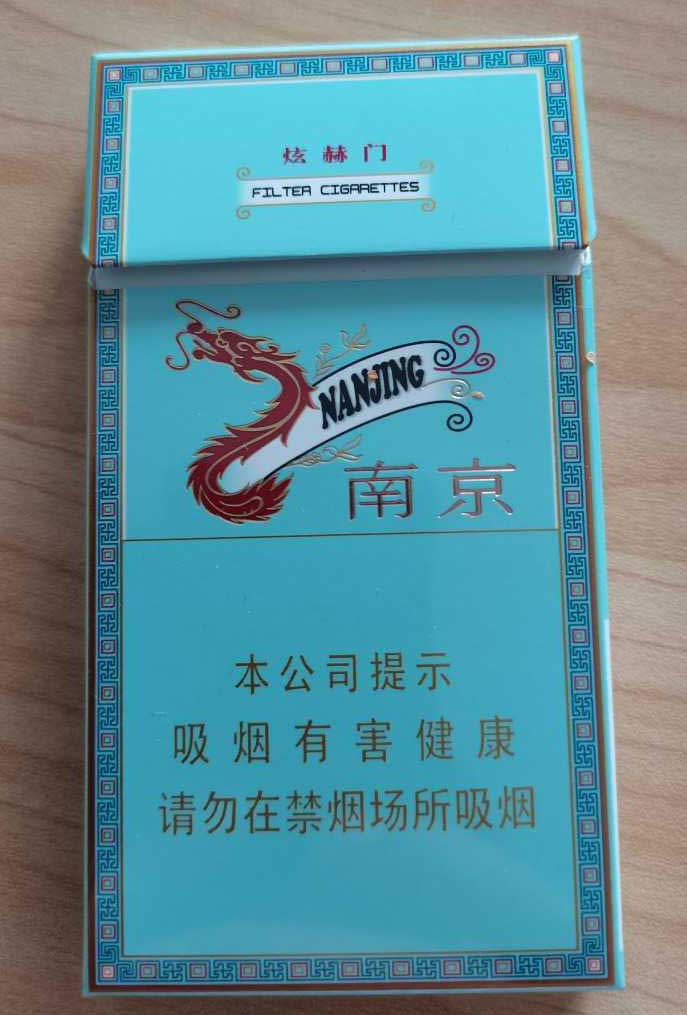 炫赫门
FILTER CIGARETTES
NANJING
南京
本公司提示
吸烟有害健康
请勿在禁烟场所吸烟